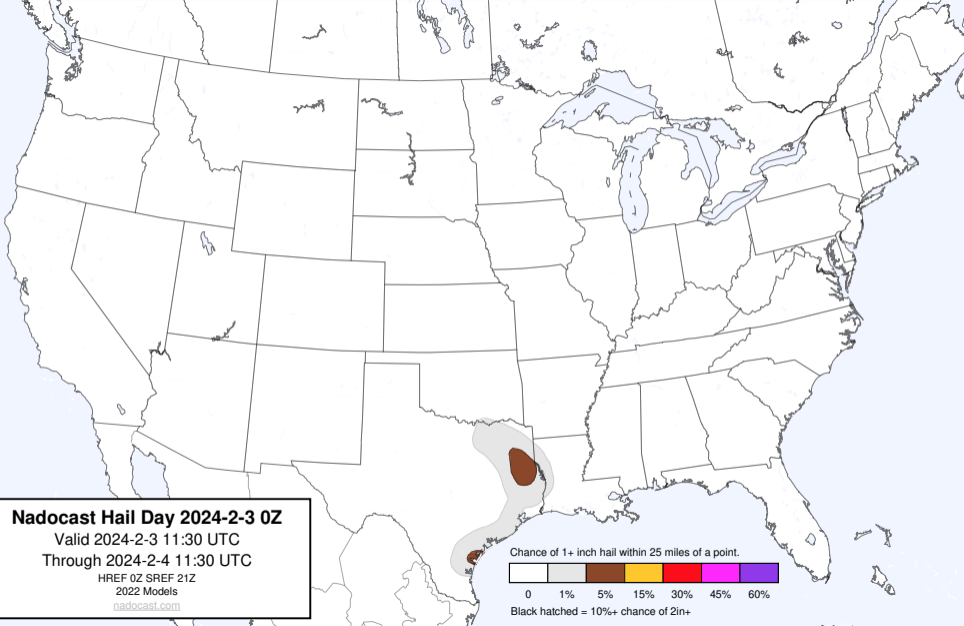 Nadocast Hail Day 2024-2-3 0Z
Valid 2024-2-3 11:30 UTC
Through 2024-2-4 11:30 UTC
HREF 0Z SREF 21Z
2022 Models
nadocast.com
Chance of 1+ inch hail within 25 miles of a point.
0 1% 5% 15% 30% 45% 60%
Black hatched = 10%+ chance of 2in+